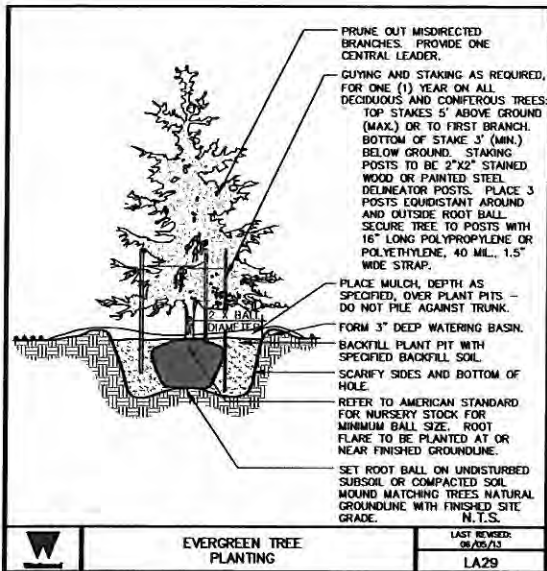 PRUNE OUT MISDIRECTED
BRANCHES. PROVIDE ONE
CENTRAL LEADER.
GUYING AND STAKING AS REQUIRED,
FOR ONE (1) YEAR ON ALL
DECIDUOUS AND CONIFEROUS TREES:
TOP STAKES 5' ABOVE GROUND
(MAX.) OR TO FIRST BRANCH.
BOTTOM OF STAKE 3' (MIN.)
BELOW GROUND. STAKING
POSTS TO BE 2"X2" STAINED
WOOD OR PAINTED STEEL
DELINEATOR POSTS. PLACE 3
POSTS EQUIDISTANT AROUND
AND OUTSIDE ROOT BALL.
SECURE TREE TO POSTS WITH
16" LONG POLYPROPYLENE OR
POLYETHYLENE, 40 MIL., 1.5"
WIDE STRAP.
2 X BALL
DIAMETER
PLACE MULCH, DEPTH AS
SPECIFIED, OVER PLANT PITS -
DO NOT PILE AGAINST TRUNK.
FORM 3" DEEP WATERING BASIN.
BACKFILL PLANT PIT WITH
SPECIFIED BACKFILL SOIL.
SCARIFY SIDES AND BOTTOM OF
HOLE.
REFER TO AMERICAN STANDARD
FOR NURSERY STOCK FOR
MINIMUM BALL SIZE. ROOT
FLARE TO BE PLANTED AT OR
NEAR FINISHED GROUNDLINE.
SET ROOT BALL ON UNDISTURBED
SUBSOIL OR COMPACTED SOIL
MOUND MATCHING TREES NATURAL
GROUNDLINE WITH FINISHED SITE
GRADE.
N.T.S.
EVERGREEN TREE
PLANTING
LAST REVISED:
06/05/13
LA29